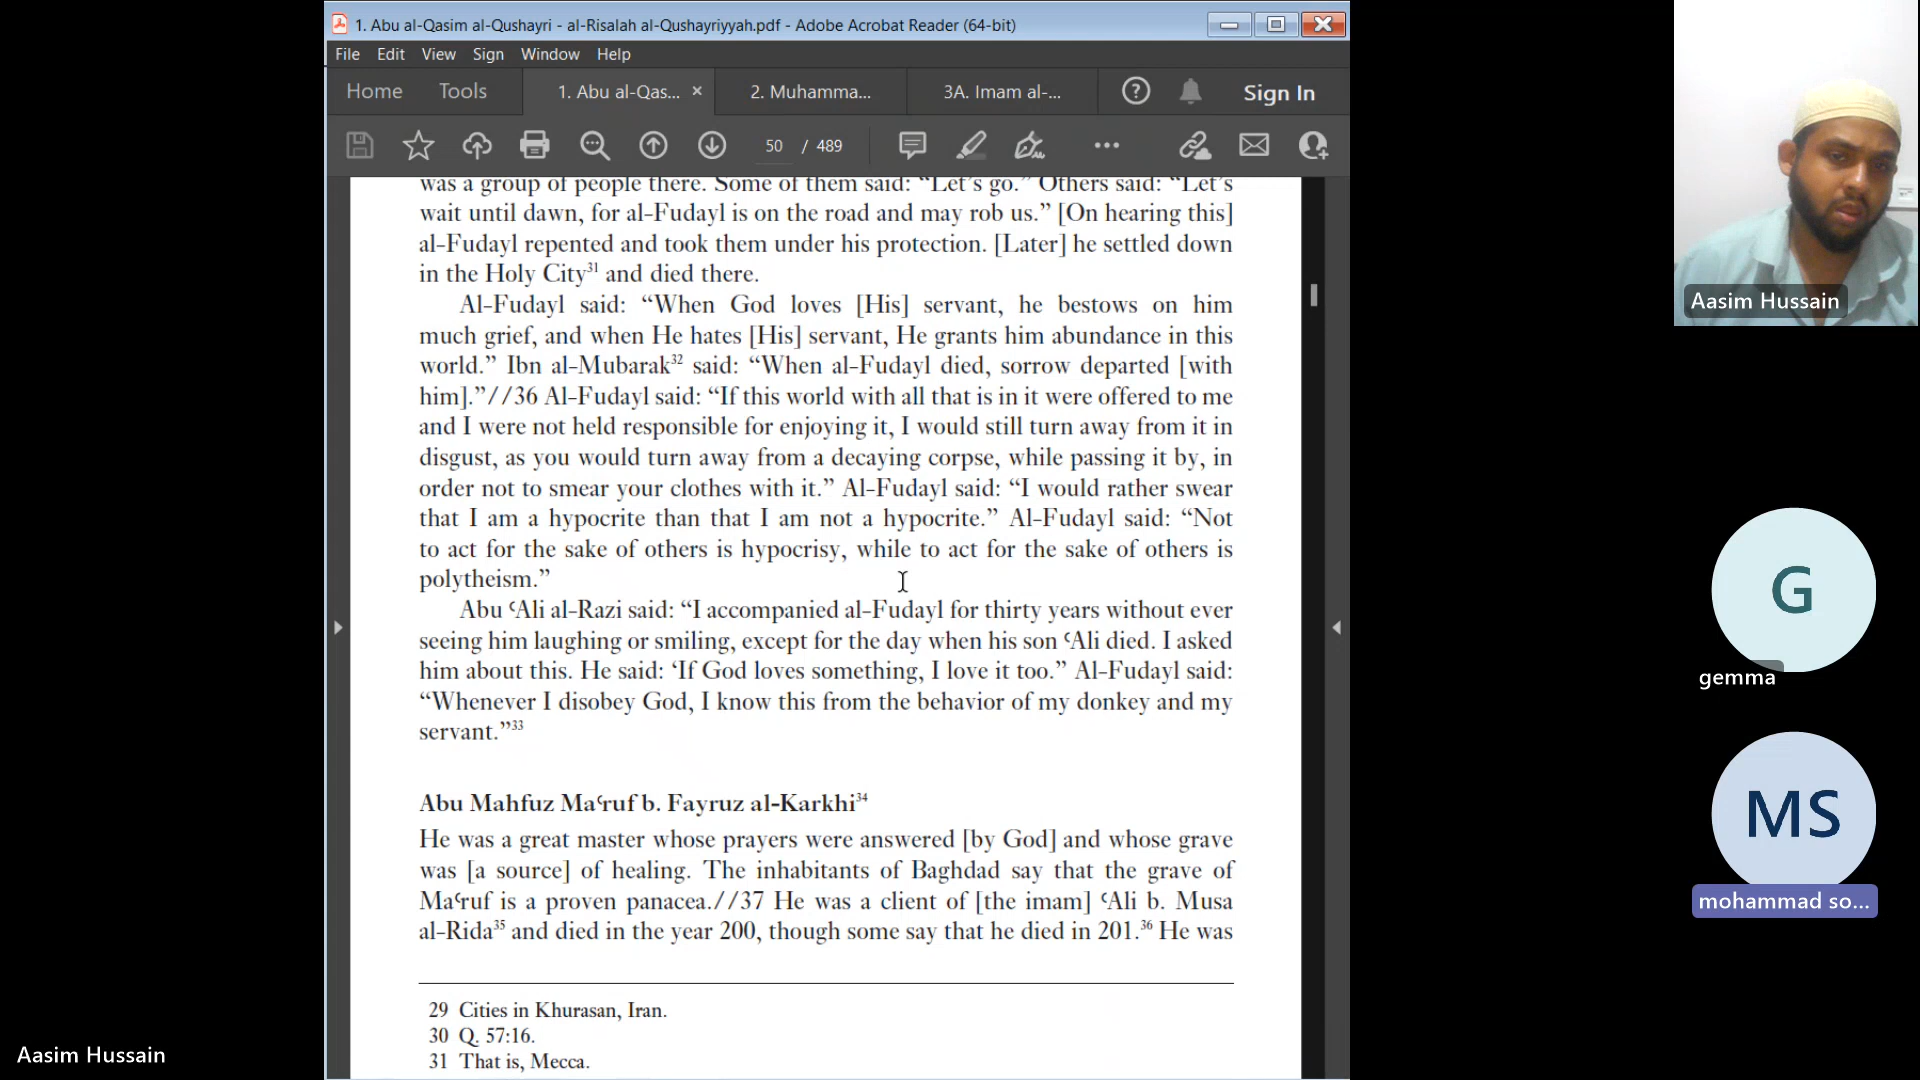 1. Abu al-Qasim al-Qushayri - al-Risalah al-Qushayriyyah.pdf - Adobe Acrobat Reader (64-bit)
File Edit View Sign Window Help
Home Tools 1. Abu al-Qas... × 2. Muhamma... 3A. Imam al-... Sign In
50 / 489
was a group of people there. Some of them said: “Let’s go.” Others said: “Let’s
wait until dawn, for al-Fudayl is on the road and may rob us.” [On hearing this]
al-Fudayl repented and took them under his protection. [Later] he settled down
in the Holy City31 and died there.
Al-Fudayl said: “When God loves [His] servant, he bestows on him
much grief, and when He hates [His] servant, He grants him abundance in this
world.” Ibn al-Mubarak32 said: “When al-Fudayl died, sorrow departed [with
him].”//36 Al-Fudayl said: “If this world with all that is in it were offered to me
and I were not held responsible for enjoying it, I would still turn away from it in
disgust, as you would turn away from a decaying corpse, while passing it by, in
order not to smear your clothes with it.” Al-Fudayl said: “I would rather swear
that I am a hypocrite than that I am not a hypocrite.” Al-Fudayl said: “Not
to act for the sake of others is hypocrisy, while to act for the sake of others is
polytheism.”
Abu ʿAli al-Razi said: “I accompanied al-Fudayl for thirty years without ever
seeing him laughing or smiling, except for the day when his son ʿAli died. I asked
him about this. He said: ‘If God loves something, I love it too.” Al-Fudayl said:
“Whenever I disobey God, I know this from the behavior of my donkey and my
servant.”33
Abu Mahfuz Maʿruf b. Fayruz al-Karkhi34
He was a great master whose prayers were answered [by God] and whose grave
was [a source] of healing. The inhabitants of Baghdad say that the grave of
Maʿruf is a proven panacea.//37 He was a client of [the imam] ʿAli b. Musa
al-Rida35 and died in the year 200, though some say that he died in 201.36 He was
29 Cities in Khurasan, Iran.
30 Q. 57:16.
31 That is, Mecca.
Aasim Hussain
G
gemma
MS
mohammad so...
Aasim Hussain